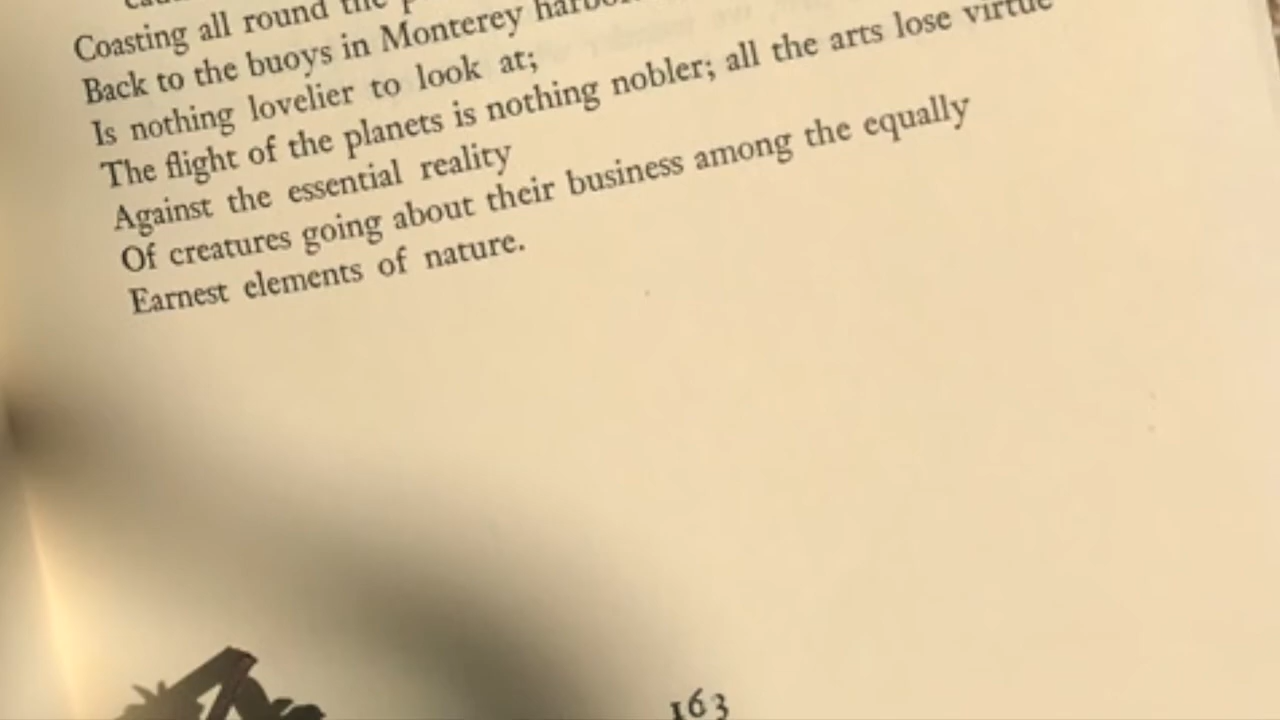 Coasting all round the
Back to the buoys in Monterey
Is nothing lovelier to look at;
The flight of the planets is nothing nobler; all the arts lose virtue
Against the essential reality
Of creatures going about their business among the equally
Earnest elements of nature.
163